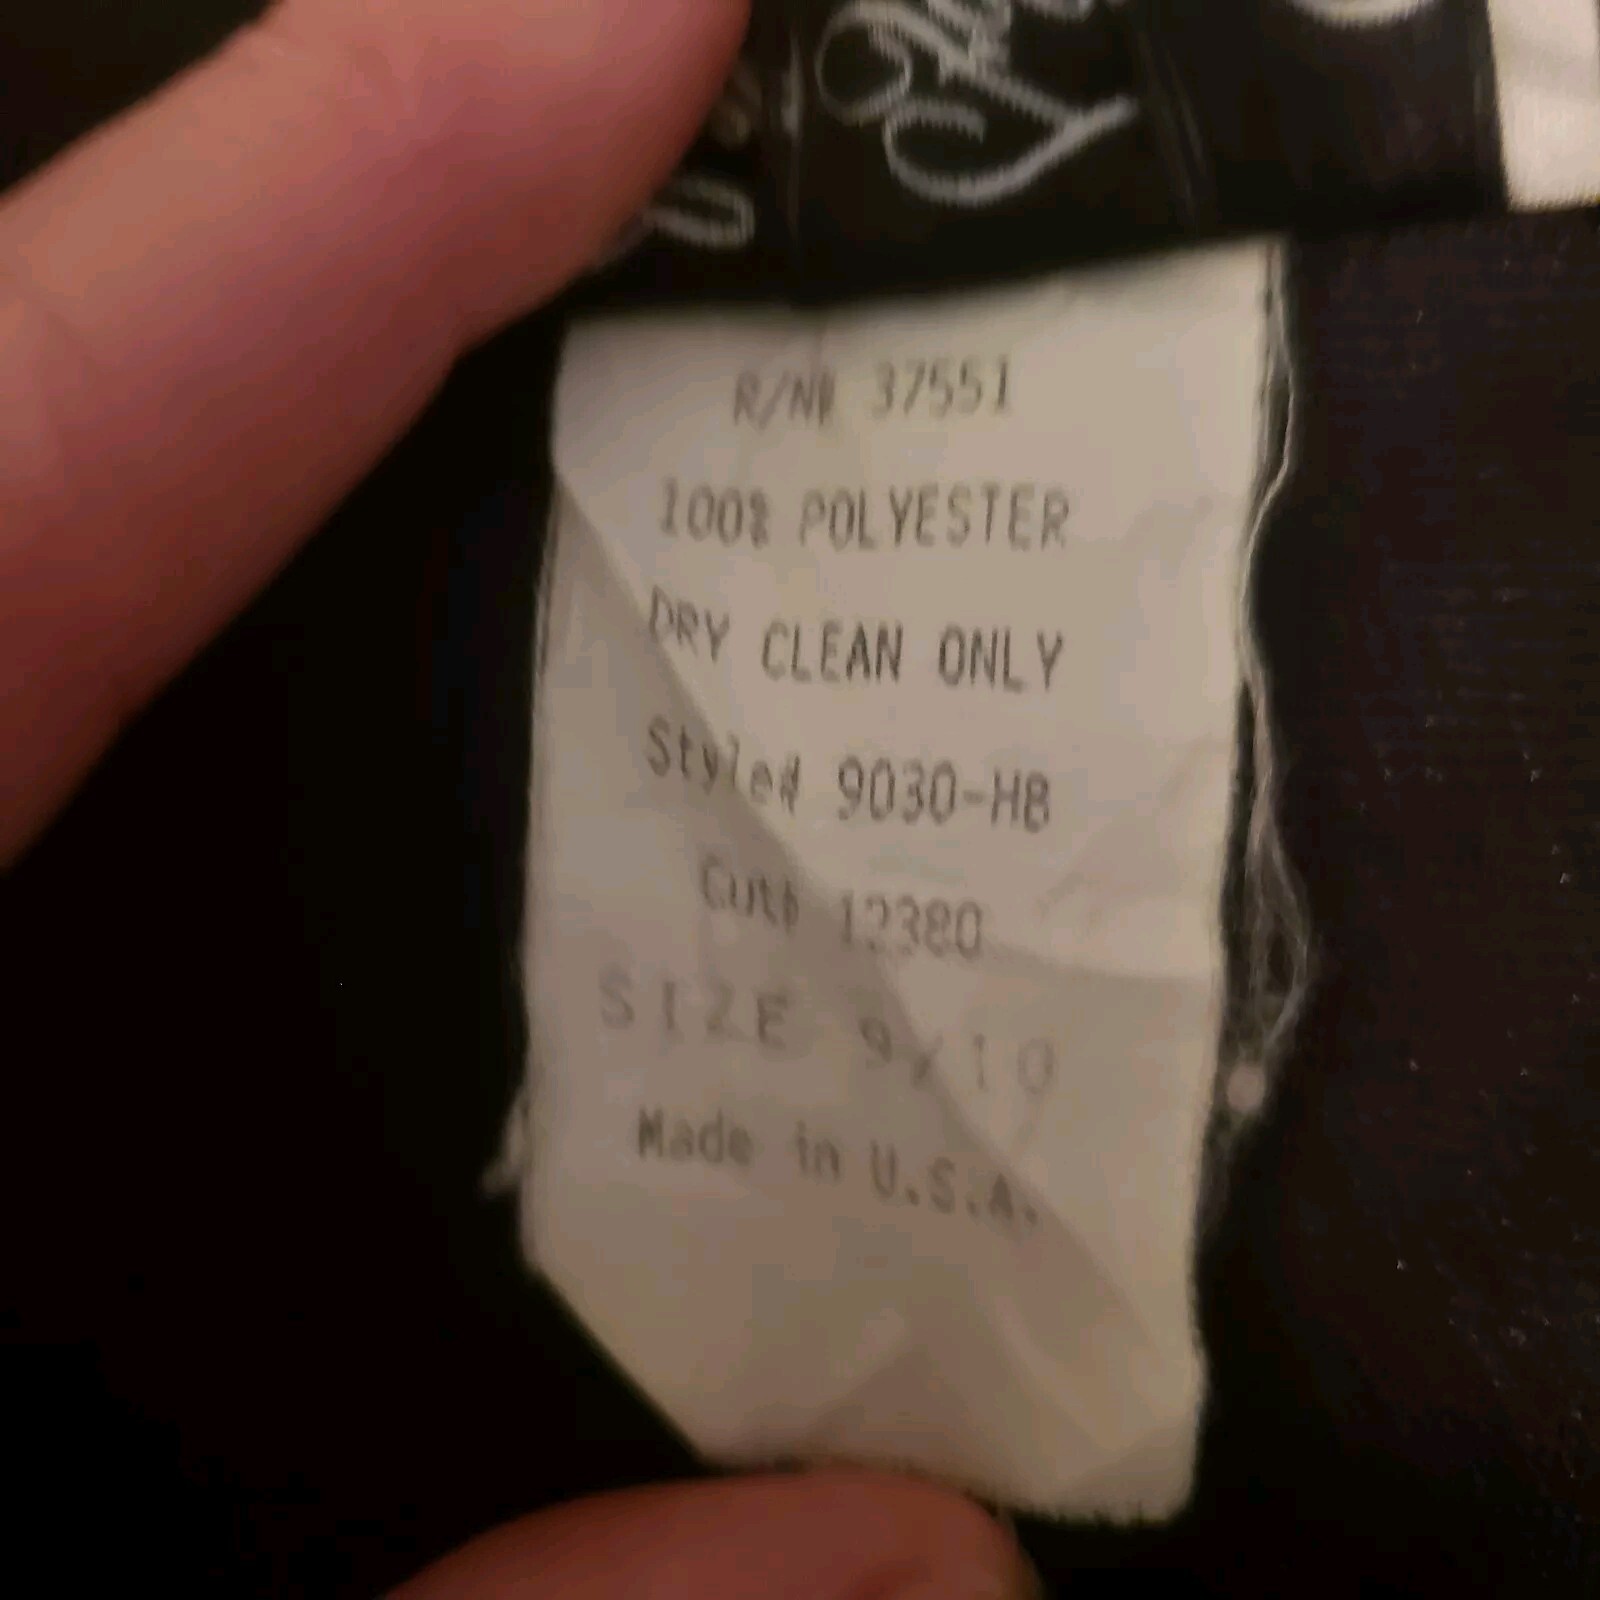 R/N# 37551
100% POLYESTER
DRY CLEAN ONLY
Style# 9030-HB
Cut# 12380
SIZE 9/10
Made in U.S.A.